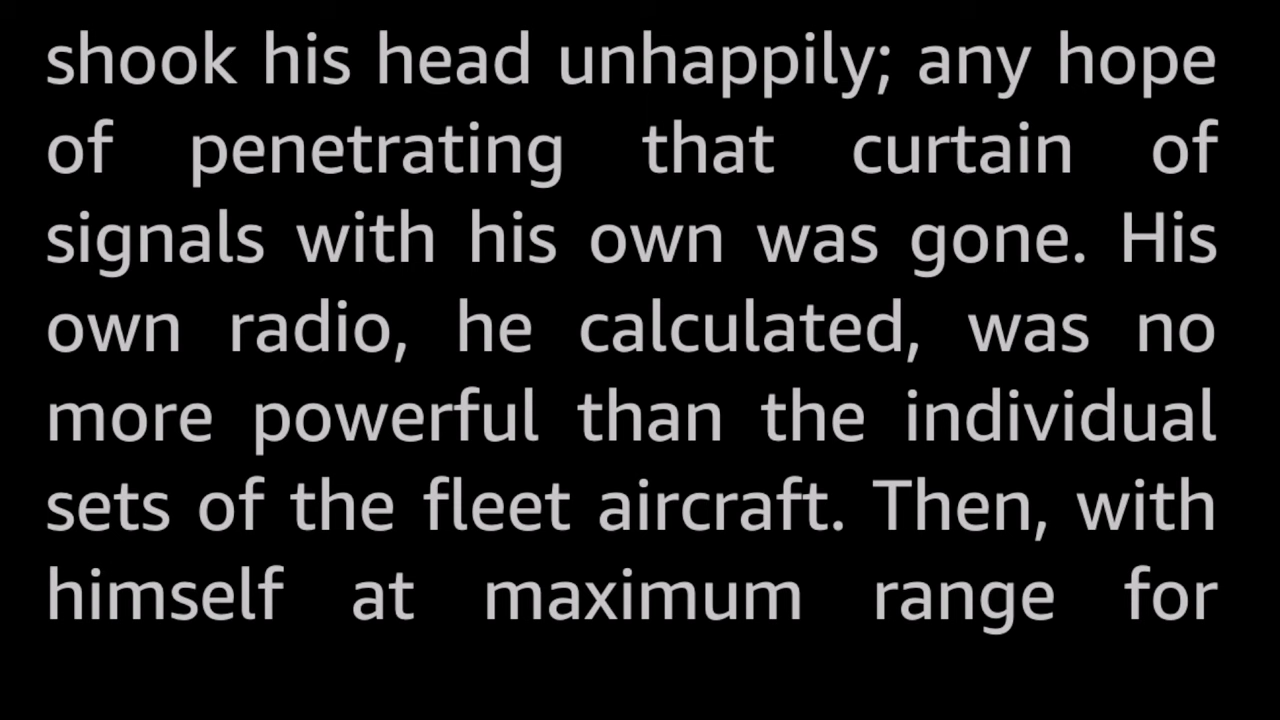 shook his head unhappily; any hope
of penetrating that curtain of
signals with his own was gone. His
own radio, he calculated, was no
more powerful than the individual
sets of the fleet aircraft. Then, with
himself at maximum range for